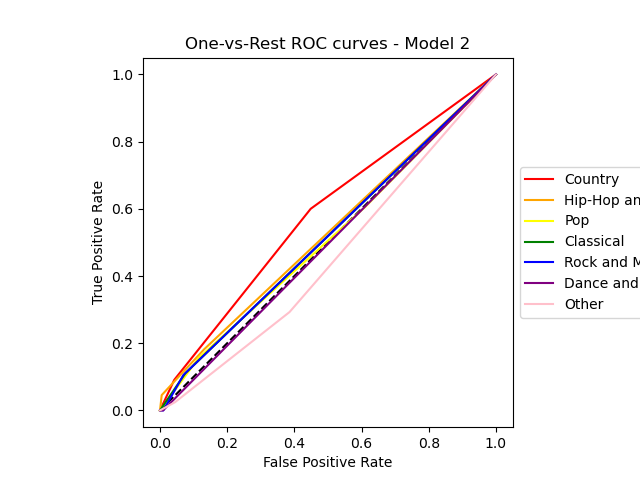 One-vs-Rest ROC curves - Model 2
True Positive Rate
1.0
0.8
0.6
0.4
0.2
0.0
0.0 0.2 0.4 0.6 0.8 1.0
False Positive Rate
Country
Hip-Hop an
Pop
Classical
Rock and M
Dance and
Other